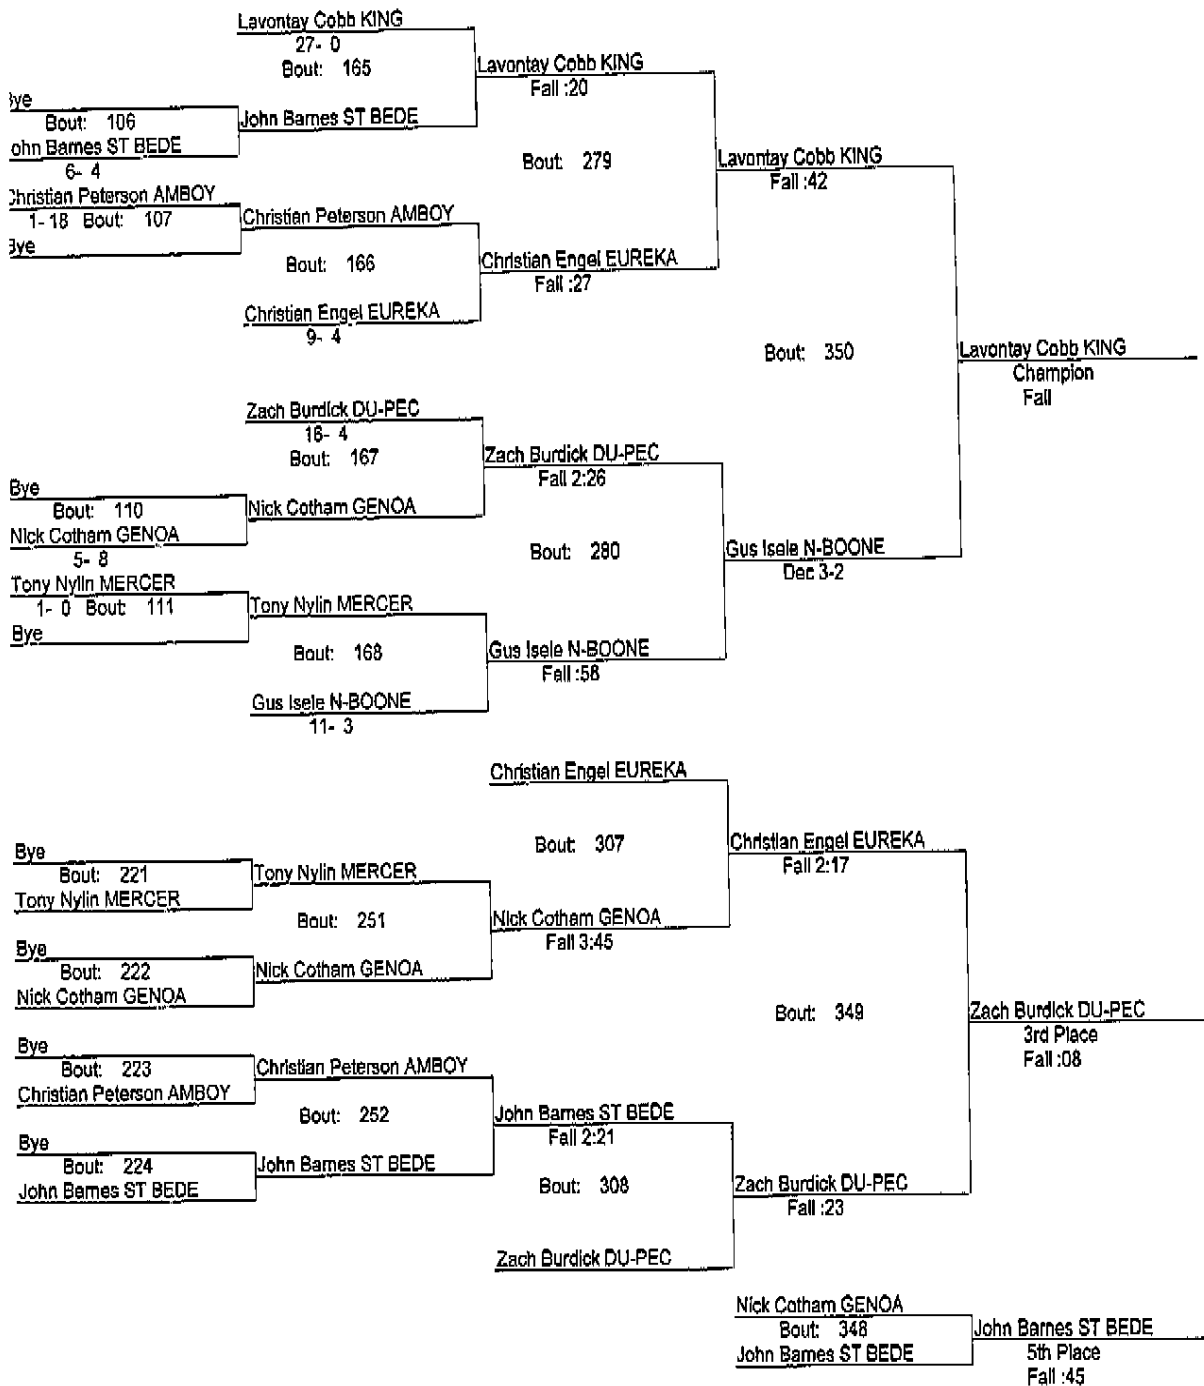 Lavontay Cobb KING
27- 0
Bout: 165
Lavontay Cobb KING
Fall :20
Bye
Bout: 106
John Barnes ST BEDE
John Barnes ST BEDE
6- 4
Bout: 279
Lavontay Cobb KING
Fall :42
Christian Peterson AMBOY
1- 18 Bout: 107
Christian Peterson AMBOY
Bye
Bout: 166
Christian Engel EUREKA
Fall :27
Christian Engel EUREKA
9- 4
Bout: 350
Lavontay Cobb KING
Champion
Fall
Zach Burdick DU-PEC
16- 4
Bout: 167
Zach Burdick DU-PEC
Fall 2:26
Bye
Bout: 110
Nick Cotham GENOA
Nick Cotham GENOA
5- 8
Bout: 280
Gus Isele N-BOONE
Dec 3-2
Tony Nylin MERCER
1- 0 Bout: 111
Tony Nylin MERCER
Bye
Bout: 168
Gus Isele N-BOONE
Fall :58
Gus Isele N-BOONE
11- 3
Christian Engel EUREKA
Bout: 307
Christian Engel EUREKA
Fall 2:17
Bye
Bout: 221
Tony Nylin MERCER
Tony Nylin MERCER
Bout: 251
Nick Cotham GENOA
Fall 3:45
Bye
Bout: 222
Nick Cotham GENOA
Nick Cotham GENOA
Bout: 349
Zach Burdick DU-PEC
3rd Place
Fall :08
Bye
Bout: 223
Christian Peterson AMBOY
Christian Peterson AMBOY
Bout: 252
John Barnes ST BEDE
Fall 2:21
Bye
Bout: 224
John Barnes ST BEDE
John Barnes ST BEDE
Bout: 308
Zach Burdick DU-PEC
Fall :23
Zach Burdick DU-PEC
Nick Cotham GENOA
Bout: 348
John Barnes ST BEDE
John Barnes ST BEDE
5th Place
Fall :45